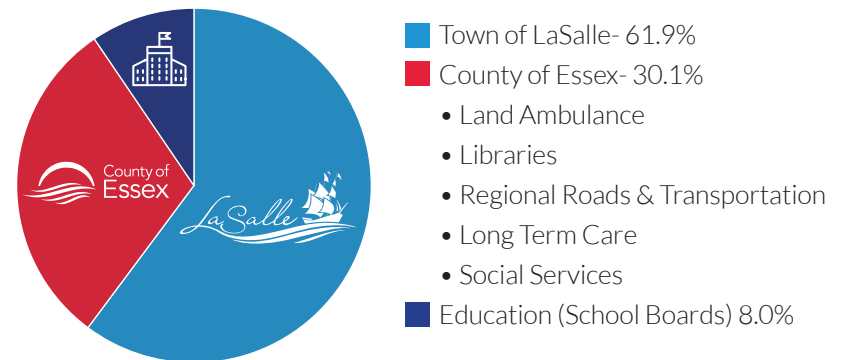 County of
Essex
LaSalle
Town of LaSalle- 61.9%
County of Essex- 30.1%
• Land Ambulance
• Libraries
• Regional Roads & Transportation
• Long Term Care
• Social Services
Education (School Boards) 8.0%